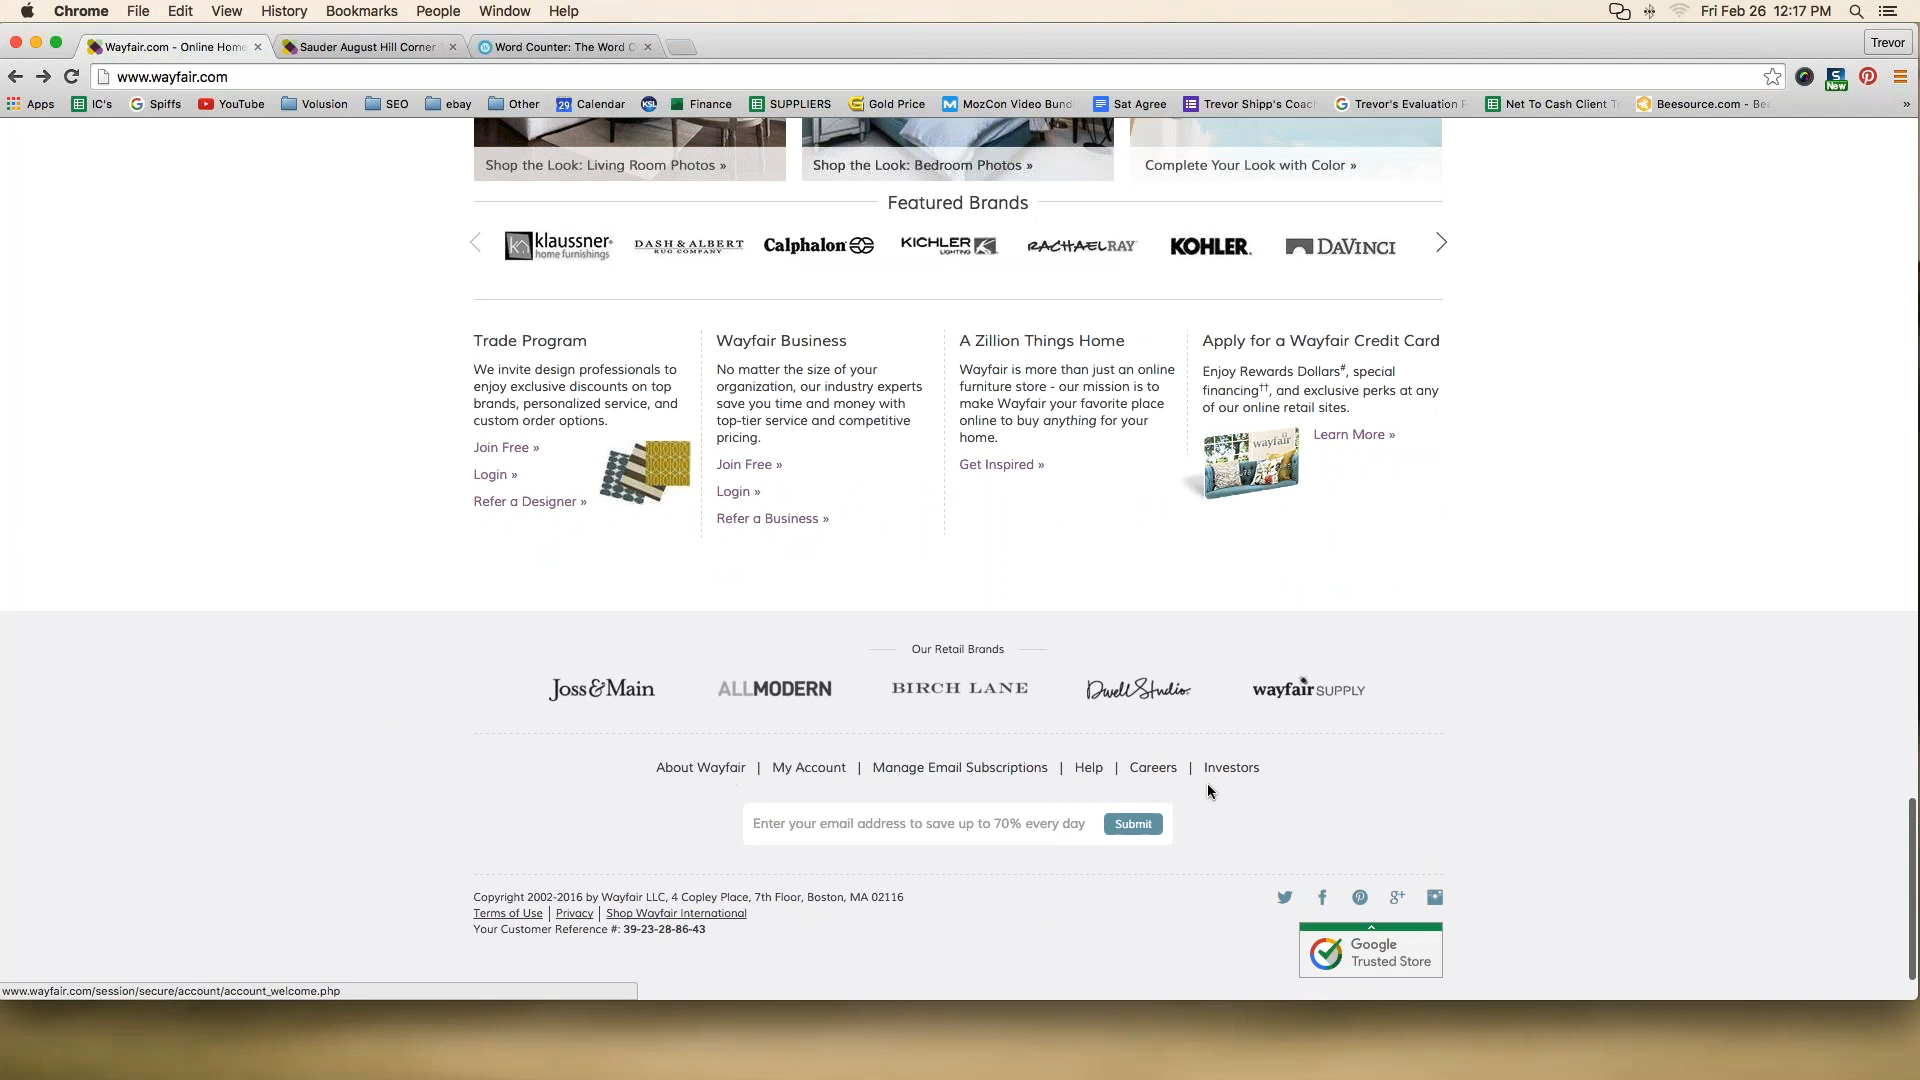 Chrome File Edit View History Bookmarks People Window Help Fri Feb 26 12:17 PM
Wayfair.com - Online Home Sauder August Hill Corner Word Counter: The Word C Trevor
www.wayfair.com
Apps IC's Spiffs YouTube Volusion SEO ebay Other 29 Calendar KSL Finance SUPPLIERS Gold Price MozCon Video Bund Sat Agree Trevor Shipp's Coac Trevor's Evaluation F Net To Cash Client T Beesource.com - Bee »
New
Shop the Look: Living Room Photos » Shop the Look: Bedroom Photos » Complete Your Look with Color »
Featured Brands
klaussner home furnishings DASH & ALBERT RUG COMPANY Calphalon KICHLER LIGHTING RACHAEL RAY KOHLER. DAVINCI
Trade Program
We invite design professionals to
enjoy exclusive discounts on top
brands, personalized service, and
custom order options.
Join Free »
Login »
Refer a Designer »
Wayfair Business
No matter the size of your
organization, our industry experts
save you time and money with
top-tier service and competitive
pricing.
Join Free »
Login »
Refer a Business »
A Zillion Things Home
Wayfair is more than just an online
furniture store - our mission is to
make Wayfair your favorite place
online to buy anything for your
home.
Get Inspired »
Apply for a Wayfair Credit Card
Enjoy Rewards Dollars#, special
financing††, and exclusive perks at any
of our online retail sites.
wayfair
Learn More »
Our Retail Brands
Joss&Main ALLMODERN BIRCH LANE DwellStudio wayfair SUPPLY
About Wayfair | My Account | Manage Email Subscriptions | Help | Careers | Investors
Enter your email address to save up to 70% every day Submit
Copyright 2002-2016 by Wayfair LLC, 4 Copley Place, 7th Floor, Boston, MA 02116
Terms of Use | Privacy | Shop Wayfair International
Your Customer Reference #: 39-23-28-86-43
Google
Trusted Store
www.wayfair.com/session/secure/account/account_welcome.php